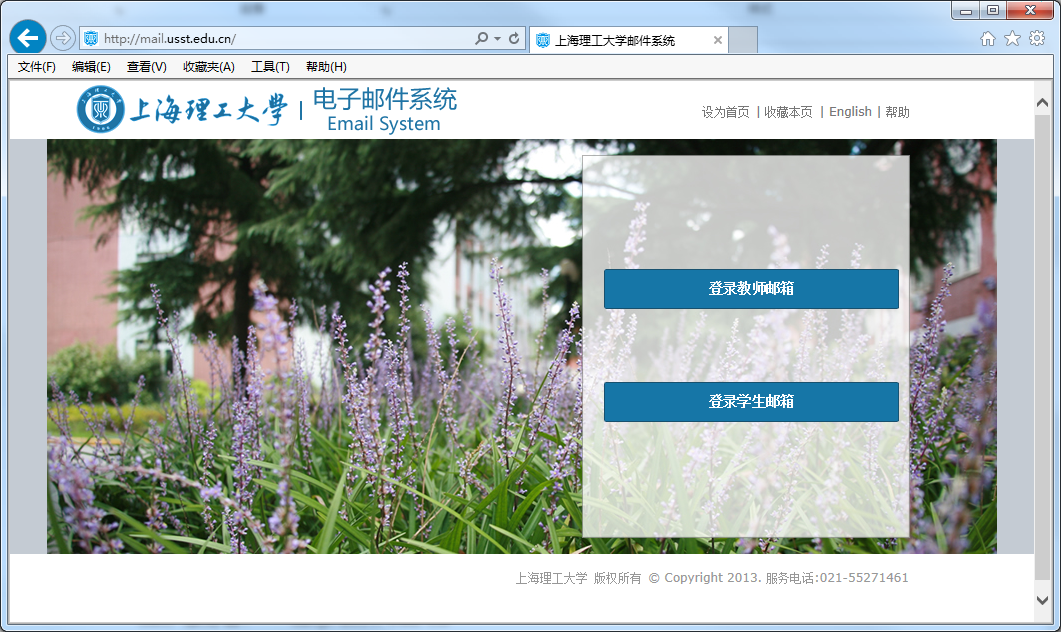 http://mail.usst.edu.cn/
上海理工大学邮件系统
文件(F) 编辑(E) 查看(V) 收藏夹(A) 工具(T) 帮助(H)
上海理工大學 | 电子邮件系统
Email System
设为首页 | 收藏本页 | English | 帮助
登录教师邮箱
登录学生邮箱
上海理工大学 版权所有 © Copyright 2013. 服务电话:021-55271461